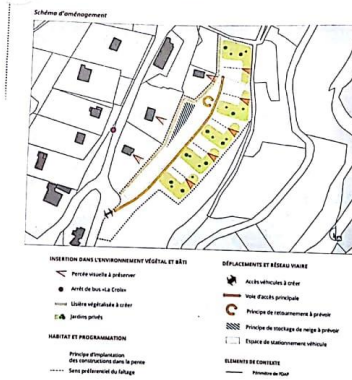 Schéma d'aménagement
INSERTION DANS L'ENVIRONNEMENT VÉGÉTAL ET BÂTI
Percée visuelle à préserver
Arrêt de bus «La Croix»
Lisière végétalisée à créer
Jardins privés
HABITAT ET PROGRAMMATION
Principe d'implantation
des constructions dans la pente
Sens préférentiel du faîtage
DÉPLACEMENTS ET RÉSEAU VIAIRE
Accès véhicules à créer
Voie d'accès principale
Principe de retournement à prévoir
Principe de stockage de neige à prévoir
Espace de stationnement véhicule
ELEMENTS DE CONTEXTE
Périmètre de l'OAP